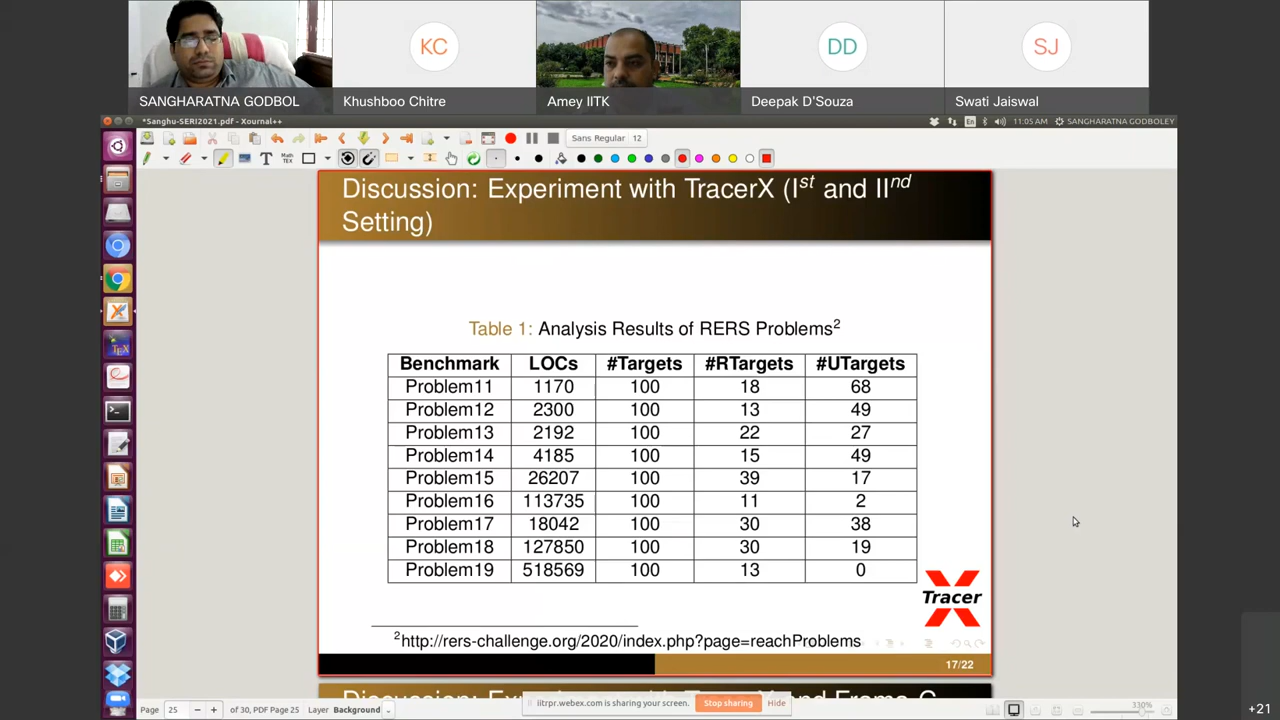 KC
DD
SJ
SANGHARATNA GODBOL
Khushboo Chitre
Amey IITK
Deepak D'Souza
Swati Jaiswal
*Sanghu-SERI2021.pdf - Xournal++
En
11:05 AM
SANGHARATNA GODBOLEY
Sans Regular 12
Discussion: Experiment with TracerX (Ist and IInd
Setting)
Table 1: Analysis Results of RERS Problems2
Benchmark LOCs #Targets #RTargets #UTargets
Problem11 1170 100 18 68
Problem12 2300 100 13 49
Problem13 2192 100 22 27
Problem14 4185 100 15 49
Problem15 26207 100 39 17
Problem16 113735 100 11 2
Problem17 18042 100 30 38
Problem18 127850 100 30 19
Problem19 518569 100 13 0
Tracer
2http://rers-challenge.org/2020/index.php?page=reachProblems
17/22
Page 25 of 30, PDF Page 25 Layer Background
litrpr.webex.com is sharing your screen. Stop sharing Hide
330%
+21